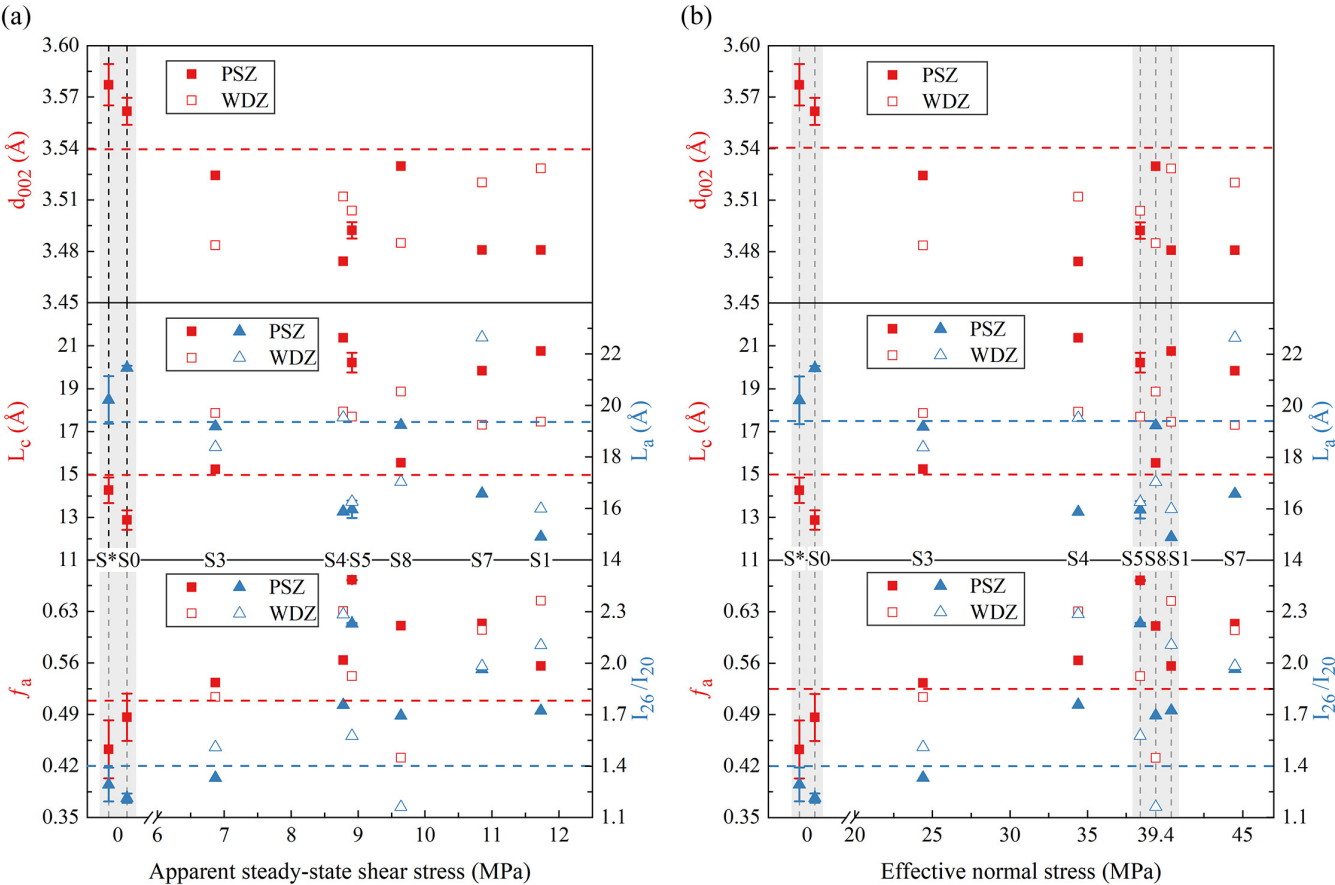 (a)
3.60
3.57
3.54
3.51
3.48
3.45
d002 (Å)
PSZ
WDZ
21
19
17
15
13
11
Lc (Å)
PSZ
WDZ
22
20
18
16
14
La (Å)
S* S0 S3 S4 S5 S8 S7 S1
0.63
0.56
0.49
0.42
0.35
fa
PSZ
WDZ
2.3
2.0
1.7
1.4
1.1
I26/I20
0 6 7 8 9 10 11 12
Apparent steady-state shear stress (MPa)
(b)
3.60
3.57
3.54
3.51
3.48
3.45
d002 (Å)
PSZ
WDZ
21
19
17
15
13
11
Lc (Å)
PSZ
WDZ
22
20
18
16
14
La (Å)
S* S0 S3 S4 S5 S8 S1 S7
0.63
0.56
0.49
0.42
0.35
fa
PSZ
WDZ
2.3
2.0
1.7
1.4
1.1
I26/I20
0 20 25 30 35 39.4 45
Effective normal stress (MPa)